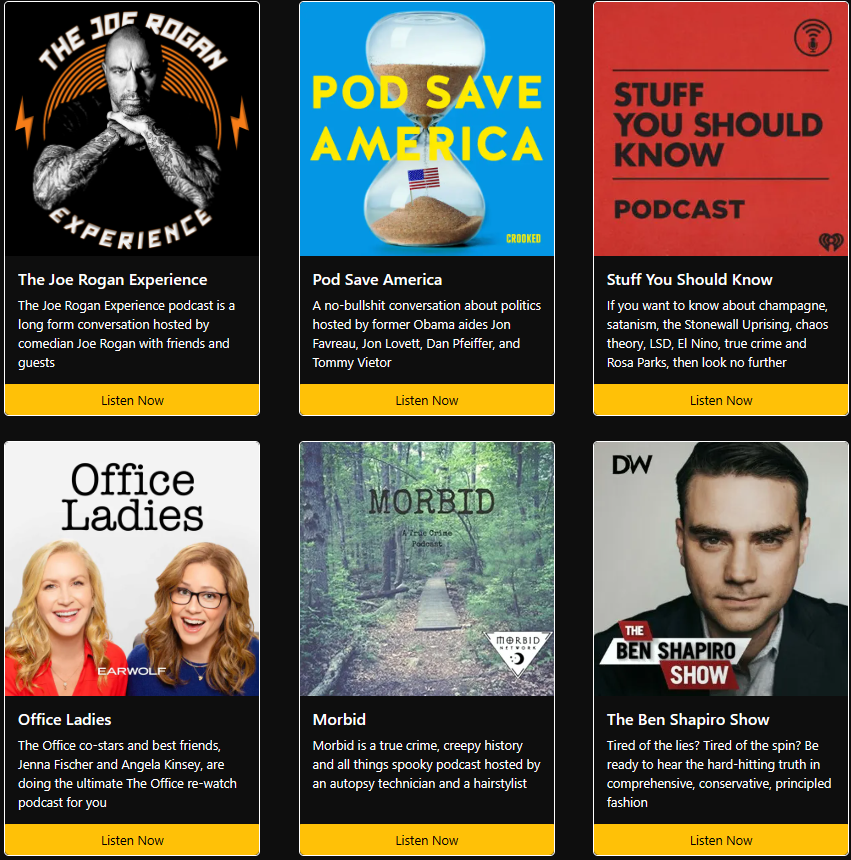 THE JOE ROGAN
EXPERIENCE
The Joe Rogan Experience
The Joe Rogan Experience podcast is a
long form conversation hosted by
comedian Joe Rogan with friends and
guests
Listen Now
POD SAVE
AMERICA
CROOKED
Pod Save America
A no-bullshit conversation about politics
hosted by former Obama aides Jon
Favreau, Jon Lovett, Dan Pfeiffer, and
Tommy Vietor
Listen Now
STUFF
YOU SHOULD
KNOW
PODCAST
Stuff You Should Know
If you want to know about champagne,
satanism, the Stonewall Uprising, chaos
theory, LSD, El Nino, true crime and
Rosa Parks, then look no further
Listen Now
Office
Ladies
EARWOLF
Office Ladies
The Office co-stars and best friends,
Jenna Fischer and Angela Kinsey, are
doing the ultimate The Office re-watch
podcast for you
Listen Now
MORBID
A True Crime
Podcast
MORBID
NETWORK
Morbid
Morbid is a true crime, creepy history
and all things spooky podcast hosted by
an autopsy technician and a hairstylist
Listen Now
DW
THE
BEN SHAPIRO
SHOW
The Ben Shapiro Show
Tired of the lies? Tired of the spin? Be
ready to hear the hard-hitting truth in
comprehensive, conservative, principled
fashion
Listen Now